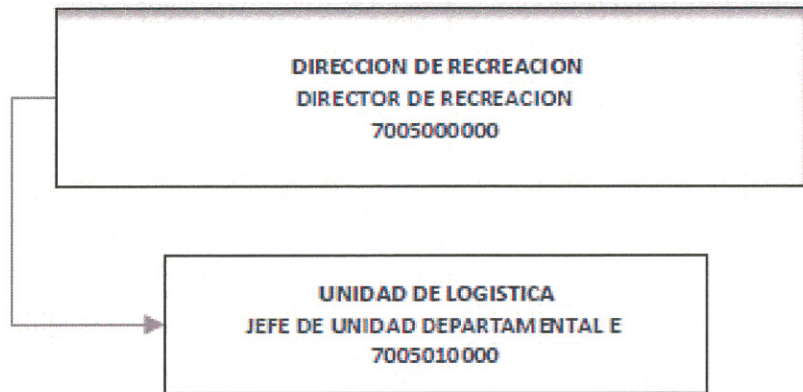 DIRECCION DE RECREACION
DIRECTOR DE RECREACION
7005000000
UNIDAD DE LOGISTICA
JEFE DE UNIDAD DEPARTAMENTAL E
7005010000